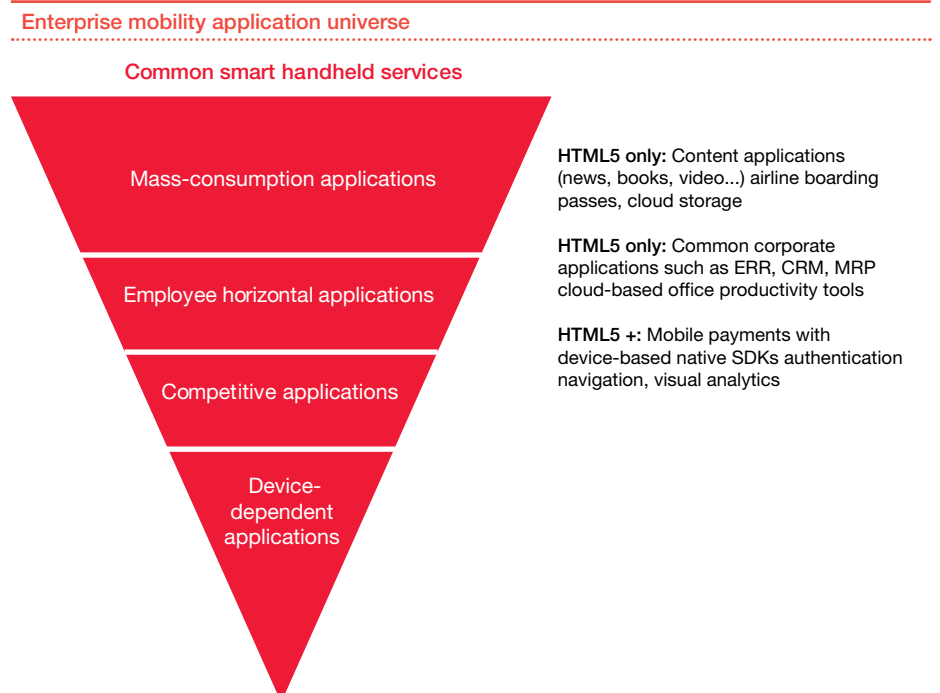 Enterprise mobility application universe
Common smart handheld services
Mass-consumption applications
Employee horizontal applications
Competitive applications
Device-
dependent
applications
HTML5 only: Content applications
(news, books, video...) airline boarding
passes, cloud storage
HTML5 only: Common corporate
applications such as ERR, CRM, MRP
cloud-based office productivity tools
HTML5 +: Mobile payments with
device-based native SDKs authentication
navigation, visual analytics